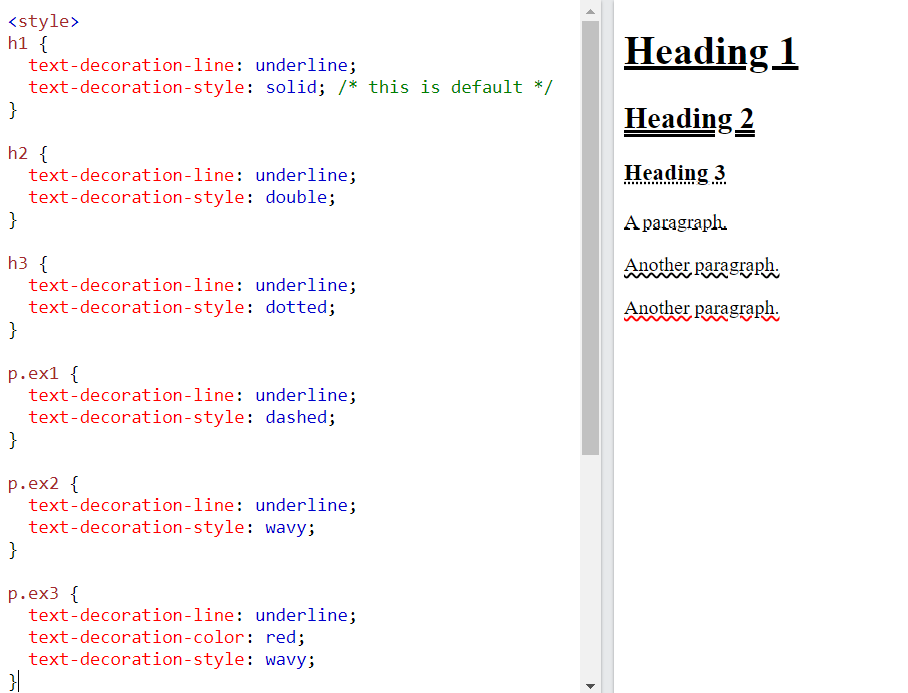 <style>
h1 {
  text-decoration-line: underline;
  text-decoration-style: solid; /* this is default */
}

h2 {
  text-decoration-line: underline;
  text-decoration-style: double;
}

h3 {
  text-decoration-line: underline;
  text-decoration-style: dotted;
}

p.ex1 {
  text-decoration-line: underline;
  text-decoration-style: dashed;
}

p.ex2 {
  text-decoration-line: underline;
  text-decoration-style: wavy;
}

p.ex3 {
  text-decoration-line: underline;
  text-decoration-color: red;
  text-decoration-style: wavy;
}
Heading 1
Heading 2
Heading 3
A paragraph.
Another paragraph.
Another paragraph.